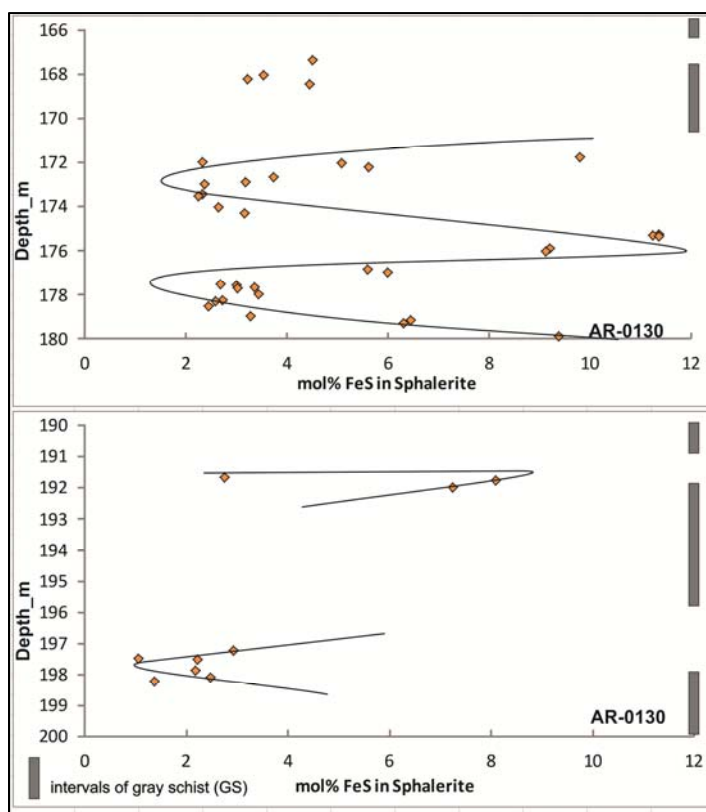 166
168
170
172
174
176
178
180
Depth_m
AR-0130
0 2 4 6 8 10 12
mol% FeS in Sphalerite
190
191
192
193
194
195
196
197
198
199
200
Depth_m
AR-0130
0 2 4 6 8 10 12
intervals of gray schist (GS)
mol% FeS in Sphalerite